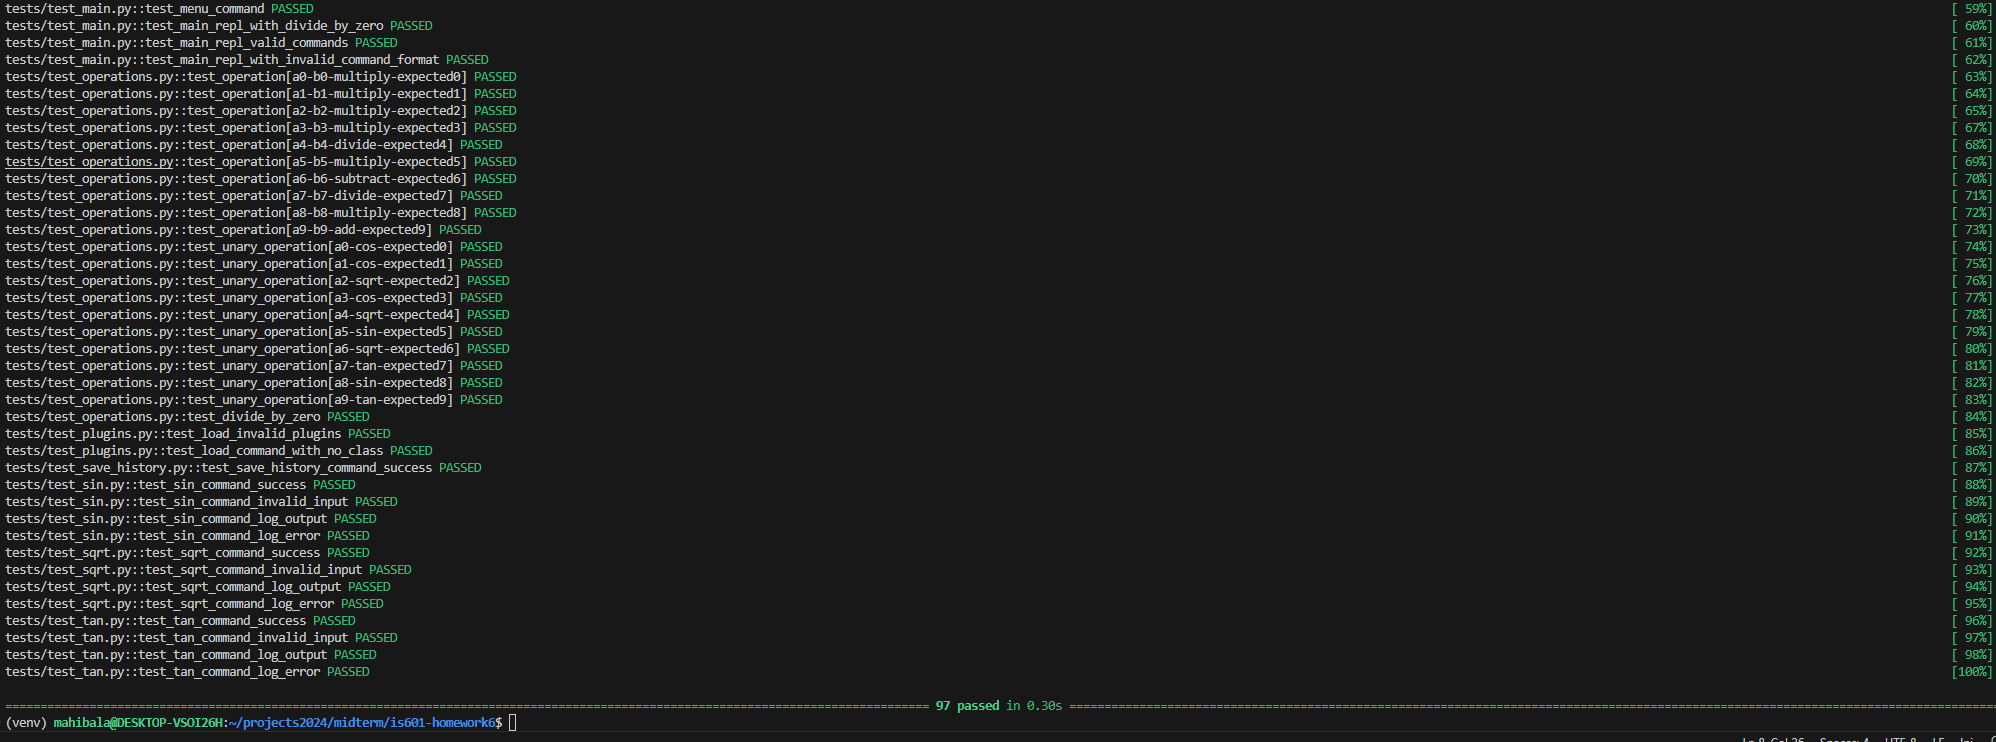 tests/test_main.py::test_menu_command PASSED [ 59%]
tests/test_main.py::test_main_repl_with_divide_by_zero PASSED [ 60%]
tests/test_main.py::test_main_repl_valid_commands PASSED [ 61%]
tests/test_main.py::test_main_repl_with_invalid_command_format PASSED [ 62%]
tests/test_operations.py::test_operation[a0-b0-multiply-expected0] PASSED [ 63%]
tests/test_operations.py::test_operation[a1-b1-multiply-expected1] PASSED [ 64%]
tests/test_operations.py::test_operation[a2-b2-multiply-expected2] PASSED [ 65%]
tests/test_operations.py::test_operation[a3-b3-multiply-expected3] PASSED [ 67%]
tests/test_operations.py::test_operation[a4-b4-divide-expected4] PASSED [ 68%]
tests/test_operations.py::test_operation[a5-b5-multiply-expected5] PASSED [ 69%]
tests/test_operations.py::test_operation[a6-b6-subtract-expected6] PASSED [ 70%]
tests/test_operations.py::test_operation[a7-b7-divide-expected7] PASSED [ 71%]
tests/test_operations.py::test_operation[a8-b8-multiply-expected8] PASSED [ 72%]
tests/test_operations.py::test_operation[a9-b9-add-expected9] PASSED [ 73%]
tests/test_operations.py::test_unary_operation[a0-cos-expected0] PASSED [ 74%]
tests/test_operations.py::test_unary_operation[a1-cos-expected1] PASSED [ 75%]
tests/test_operations.py::test_unary_operation[a2-sqrt-expected2] PASSED [ 76%]
tests/test_operations.py::test_unary_operation[a3-cos-expected3] PASSED [ 77%]
tests/test_operations.py::test_unary_operation[a4-sqrt-expected4] PASSED [ 78%]
tests/test_operations.py::test_unary_operation[a5-sin-expected5] PASSED [ 79%]
tests/test_operations.py::test_unary_operation[a6-sqrt-expected6] PASSED [ 80%]
tests/test_operations.py::test_unary_operation[a7-tan-expected7] PASSED [ 81%]
tests/test_operations.py::test_unary_operation[a8-sin-expected8] PASSED [ 82%]
tests/test_operations.py::test_unary_operation[a9-tan-expected9] PASSED [ 83%]
tests/test_operations.py::test_divide_by_zero PASSED [ 84%]
tests/test_plugins.py::test_load_invalid_plugins PASSED [ 85%]
tests/test_plugins.py::test_load_command_with_no_class PASSED [ 86%]
tests/test_save_history.py::test_save_history_command_success PASSED [ 87%]
tests/test_sin.py::test_sin_command_success PASSED [ 88%]
tests/test_sin.py::test_sin_command_invalid_input PASSED [ 89%]
tests/test_sin.py::test_sin_command_log_output PASSED [ 90%]
tests/test_sin.py::test_sin_command_log_error PASSED [ 91%]
tests/test_sqrt.py::test_sqrt_command_success PASSED [ 92%]
tests/test_sqrt.py::test_sqrt_command_invalid_input PASSED [ 93%]
tests/test_sqrt.py::test_sqrt_command_log_output PASSED [ 94%]
tests/test_sqrt.py::test_sqrt_command_log_error PASSED [ 95%]
tests/test_tan.py::test_tan_command_success PASSED [ 96%]
tests/test_tan.py::test_tan_command_invalid_input PASSED [ 97%]
tests/test_tan.py::test_tan_command_log_output PASSED [ 98%]
tests/test_tan.py::test_tan_command_log_error PASSED [100%]
97 passed in 0.30s
(venv) mahibala@DESKTOP-VSOI26H:~/projects2024/midterm/is601-homework6$